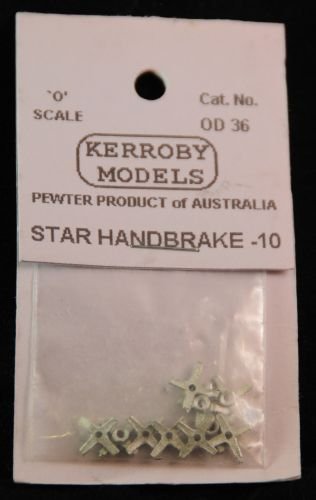 'O' Cat. No.
SCALE OD 36
KERROBY
MODELS
PEWTER PRODUCT of AUSTRALIA
STAR HANDBRAKE -10